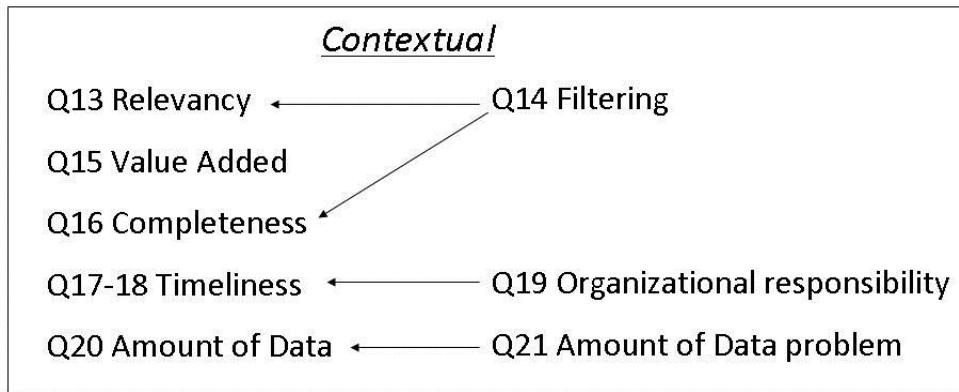 Contextual
Q13 Relevancy
Q14 Filtering
Q15 Value Added
Q16 Completeness
Q17-18 Timeliness
Q19 Organizational responsibility
Q20 Amount of Data
Q21 Amount of Data problem